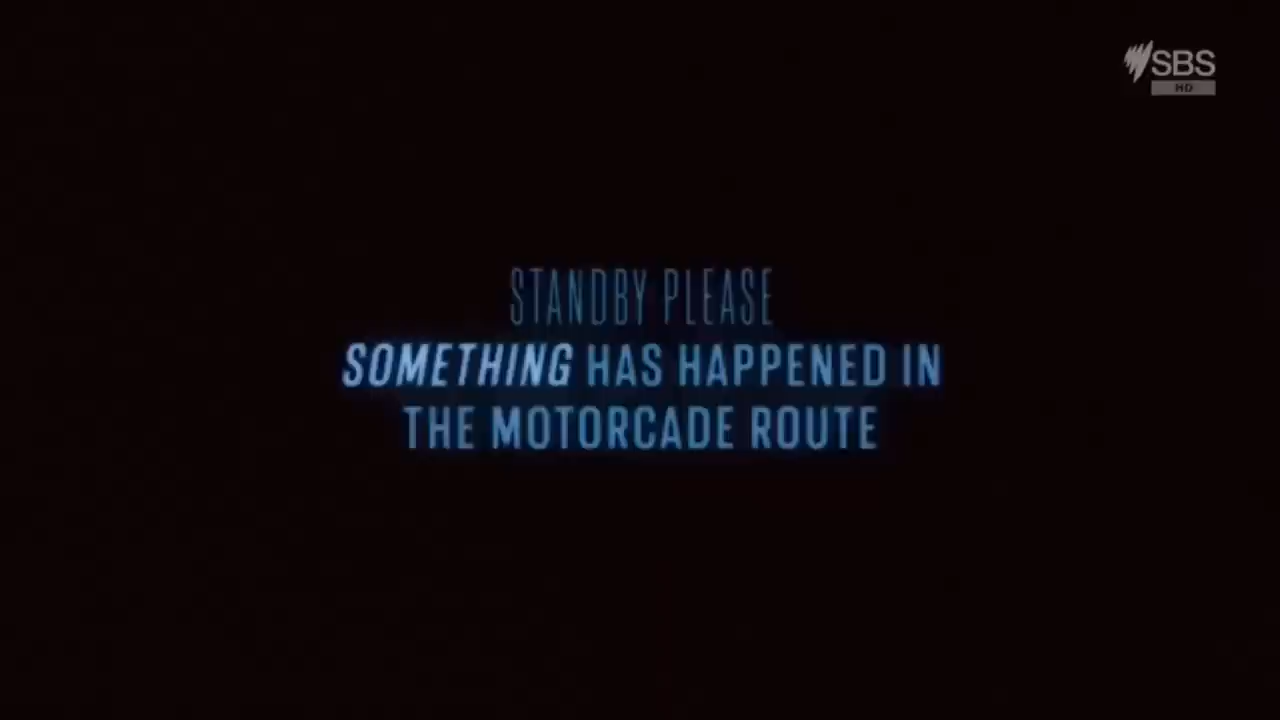 SBS
HD
STANDBY PLEASE
SOMETHING HAS HAPPENED IN
THE MOTORCADE ROUTE